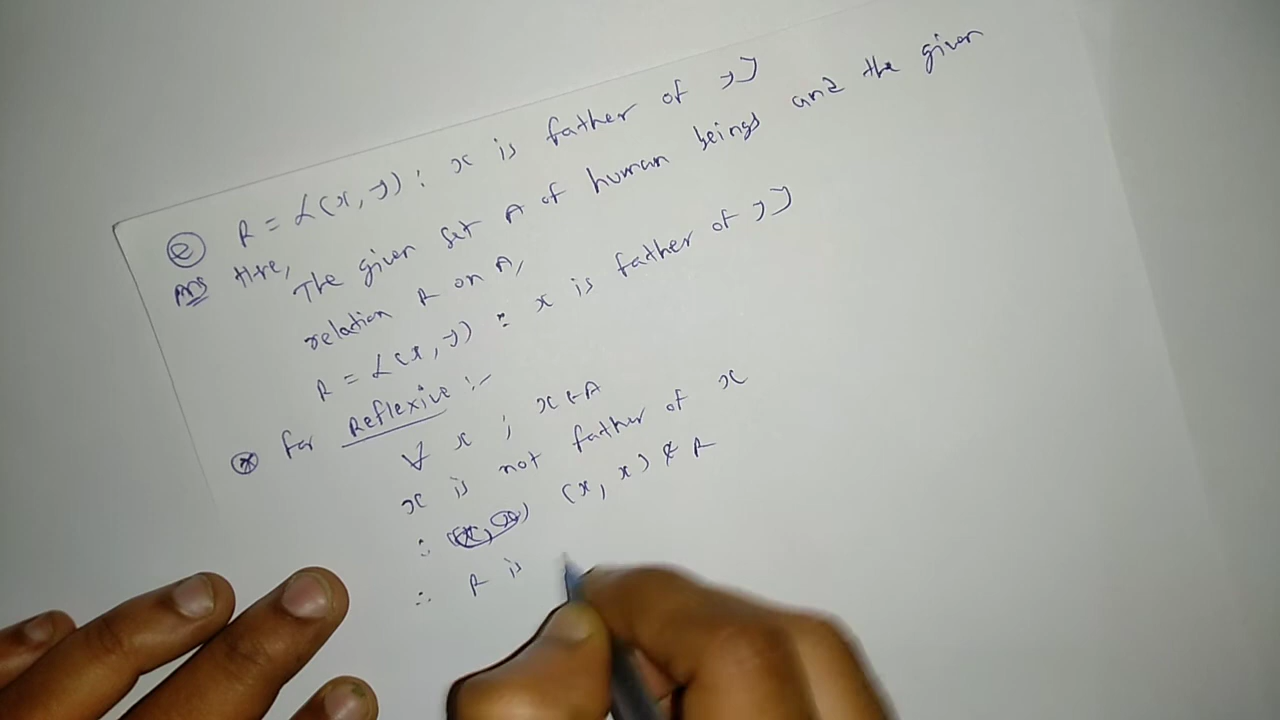 (e) R = {(x, y) : x is father of y}
Ans Here,
The given set A of human beings and the given
relation R on A,
R = {(x, y) : x is father of y}
* for Reflexive :-
∀ x ; x ∈ A
x is not father of x
∴ (x, x) (x, x) ∉ R
∴ R is